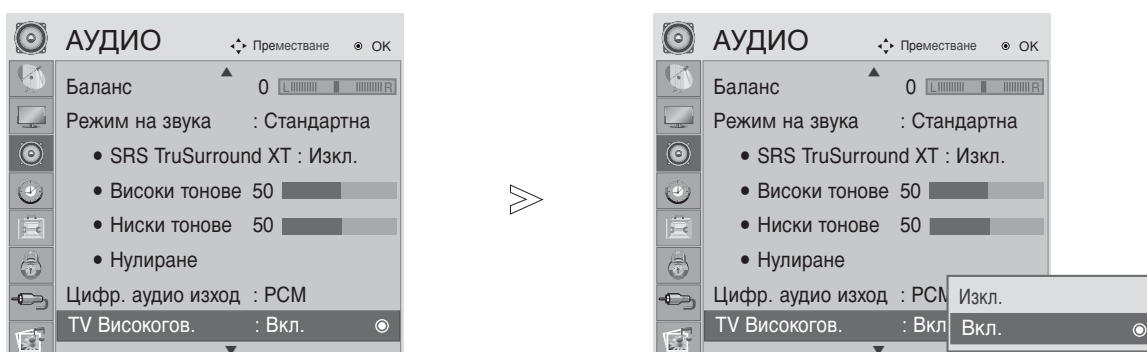 АУДИО Преместване OK
Баланс 0 L R
Режим на звука : Стандартна
• SRS TruSurround XT : Изкл.
• Високи тонове 50
• Ниски тонове 50
• Нулиране
Цифр. аудио изход : PCM
TV Високогов. : Вкл.
АУДИО Преместване OK
Баланс 0 L R
Режим на звука : Стандартна
• SRS TruSurround XT : Изкл.
• Високи тонове 50
• Ниски тонове 50
• Нулиране
Цифр. аудио изход : PCM
TV Високогов. : Вкл
Изкл.
Вкл.